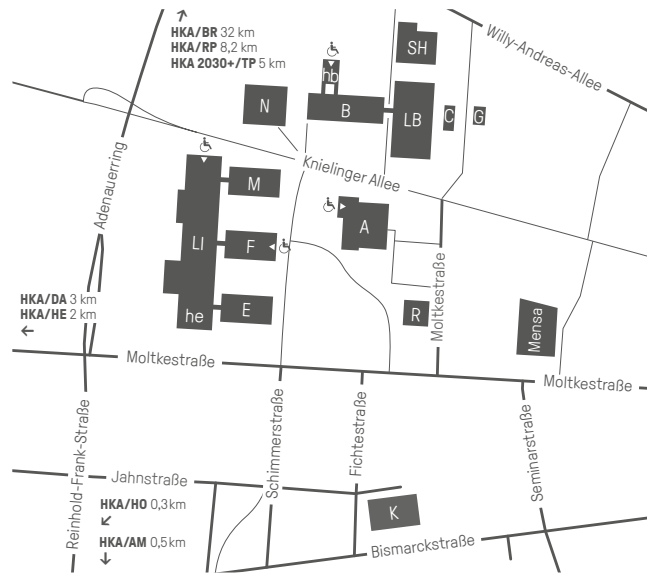 HKA/BR 32 km
HKA/RP 8,2 km
HKA 2030+/TP 5 km
Willy-Andreas-Allee
SH
hb
N
B
LB
C
G
Knielinger Allee
Adenauerring
M
A
LI
F
HKA/DA 3 km
HKA/HE 2 km
he
E
R
Moltkestraße
Mensa
Moltkestraße
Moltkestraße
Reinhold-Frank-Straße
Schimmerstraße
Fichtestraße
Seminarstraße
Jahnstraße
HKA/HO 0,3 km
K
HKA/AM 0,5 km
Bismarckstraße